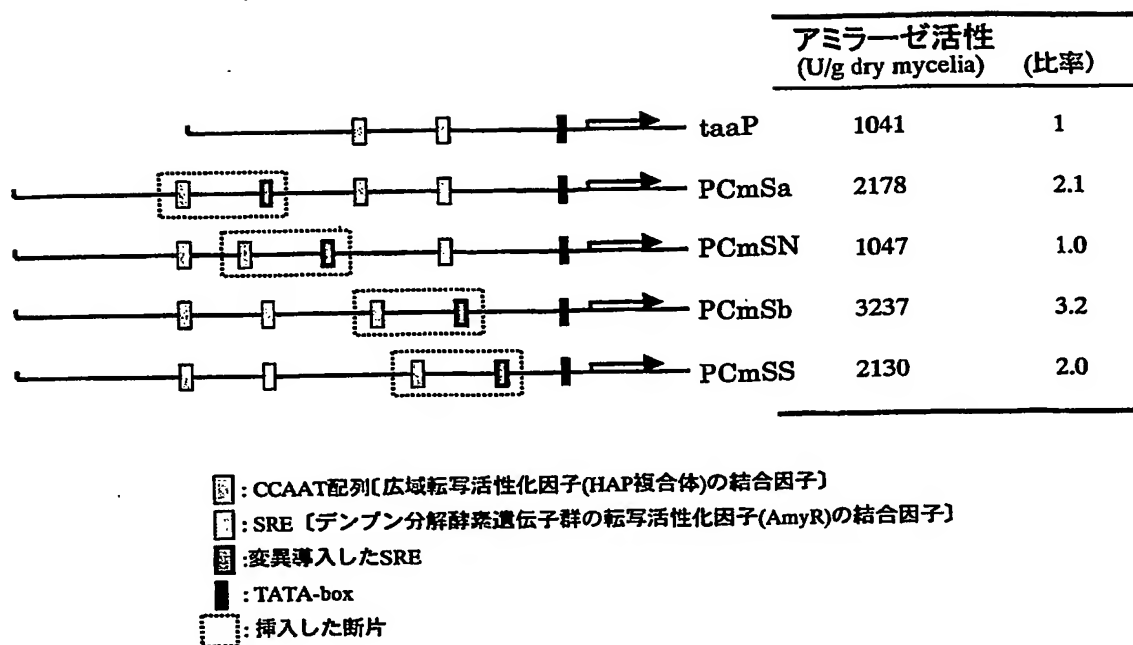 アミラーゼ活性
(U/g dry mycelia) (比率)
taaP 1041 1
PCmSa 2178 2.1
PCmSN 1047 1.0
PCmSb 3237 3.2
PCmSS 2130 2.0
: CCAAT配列〔広域転写活性化因子(HAP複合体)の結合因子〕
: SRE〔デンプン分解酵素遺伝子群の転写活性化因子(AmyR)の結合因子〕
:変異導入したSRE
: TATA-box
: 挿入した断片